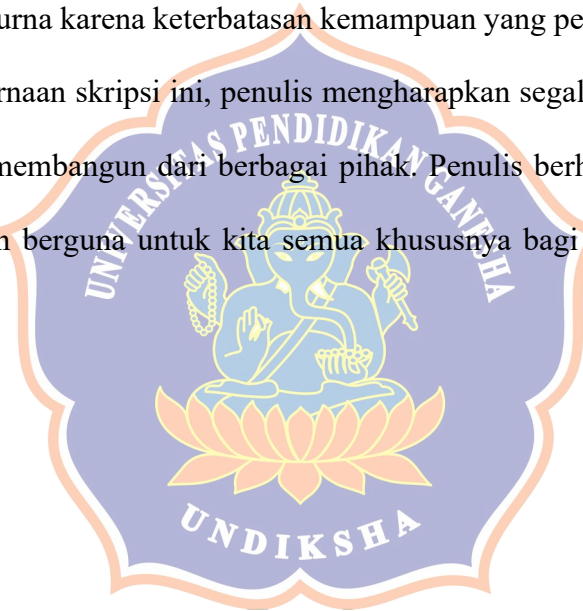 urna karena keterbatasan kemampuan yang pe
rnaan skripsi ini, penulis mengharapkan segal
membangun dari berbagai pihak. Penulis berh
n berguna untuk kita semua khususnya bagi
UNIVERSITAS PENDIDIKAN GANESHA
UNDIKSHA